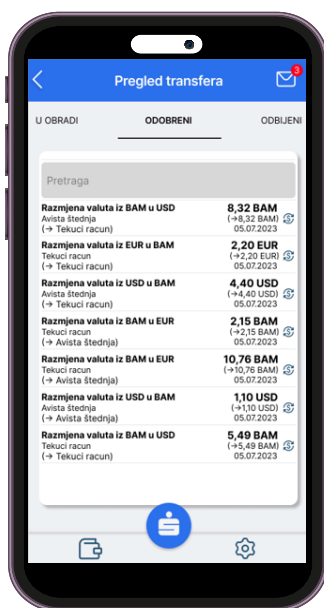 Pregled transfera
3
U OBRADI ODOBRENI ODBIJENI
Pretraga
Razmjena valuta iz BAM u USD 8,32 BAM
Avista štednja (→8,32 BAM)
(→ Tekuci racun) 05.07.2023
Razmjena valuta iz EUR u BAM 2,20 EUR
Tekuci racun (→2,20 EUR)
(→ Tekuci racun) 05.07.2023
Razmjena valuta iz USD u BAM 4,40 USD
Avista štednja (→4,40 USD)
(→ Tekuci racun) 05.07.2023
Razmjena valuta iz BAM u EUR 2,15 BAM
Tekuci racun (→2,15 BAM)
(→ Avista štednja) 05.07.2023
Razmjena valuta iz BAM u EUR 10,76 BAM
Tekuci racun (→10,76 BAM)
(→ Avista štednja) 05.07.2023
Razmjena valuta iz USD u BAM 1,10 USD
Avista štednja (→1,10 USD)
(→ Avista štednja) 05.07.2023
Razmjena valuta iz BAM u USD 5,49 BAM
Tekuci racun (→5,49 BAM)
(→ Tekuci racun) 05.07.2023